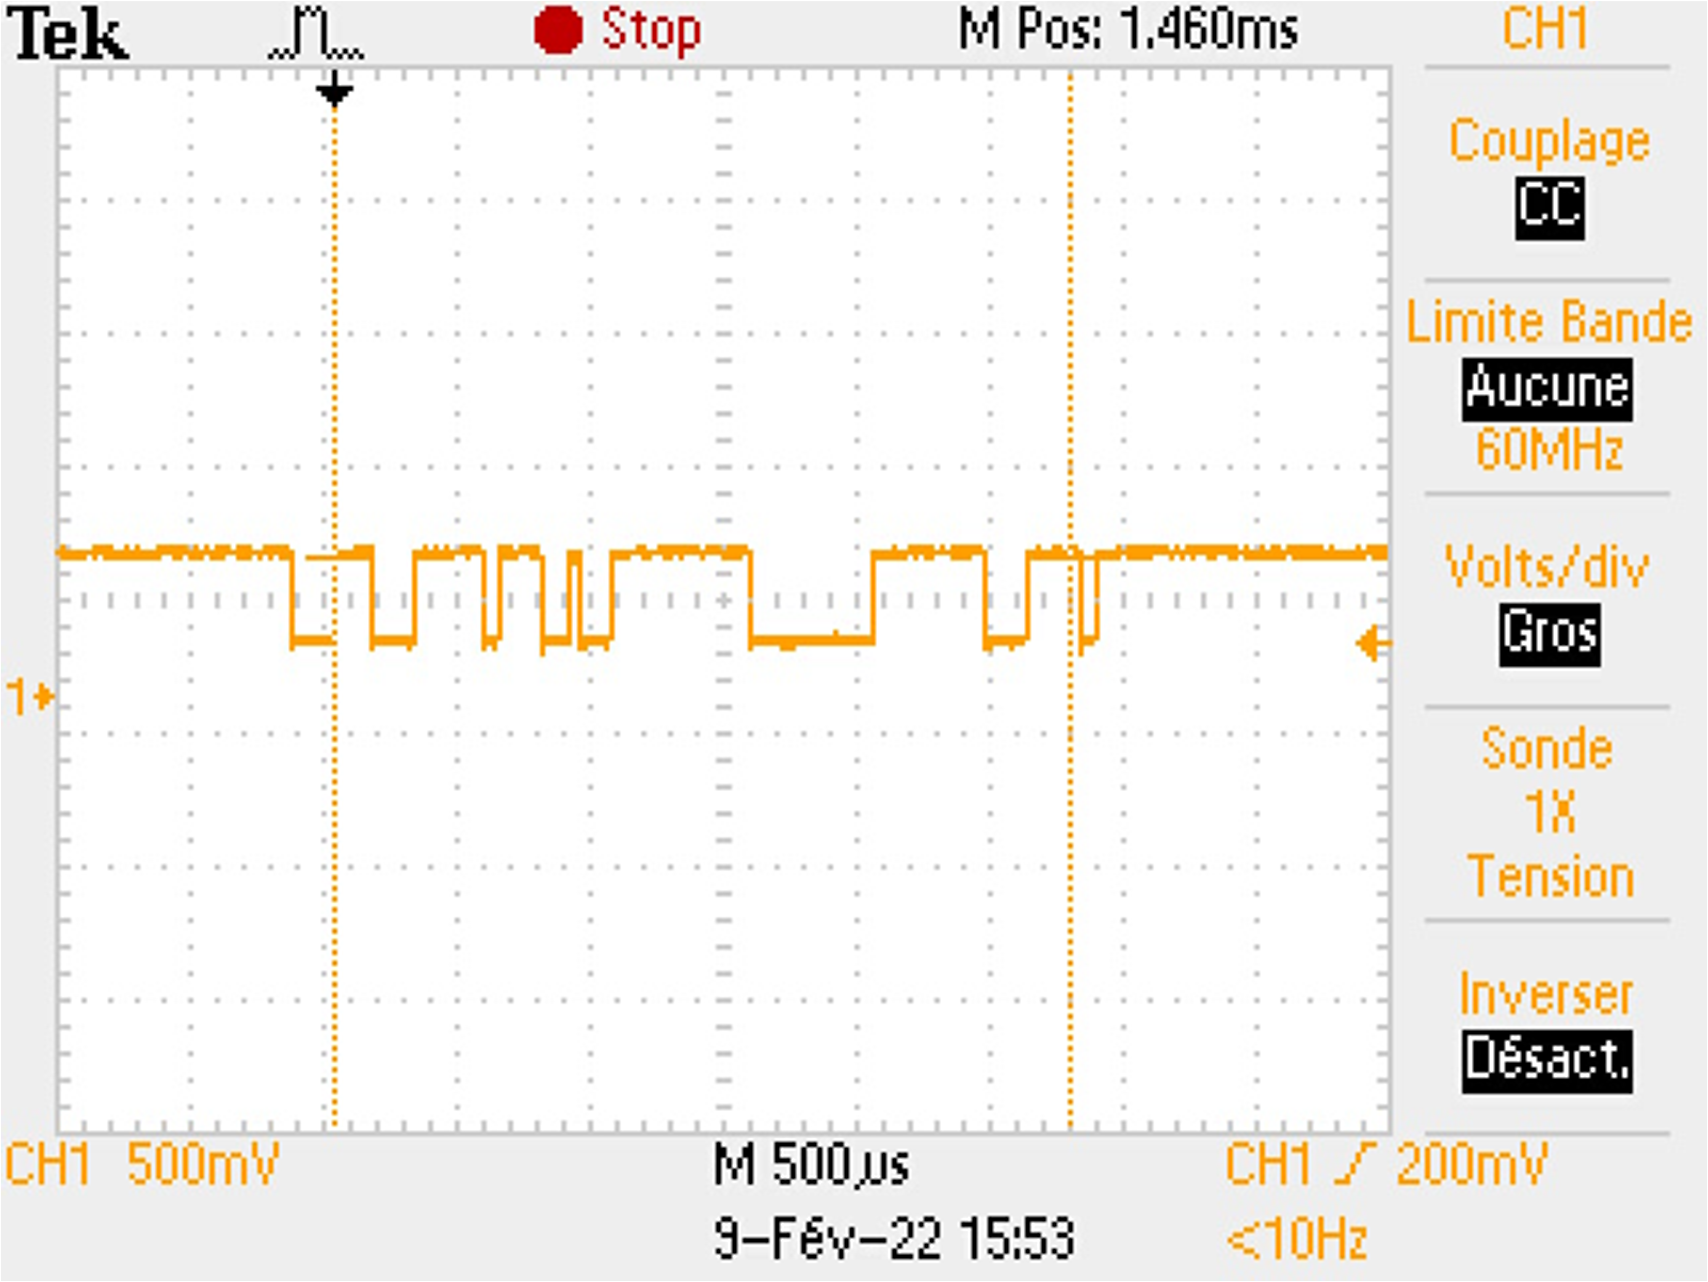 Tek Stop M Pos: 1.460ms CH1
Couplage
CC
Limite Bande
Aucune
60MHz
Volts/div
Gros
1
Sonde
1X
Tension
Inverser
Désact.
CH1 500mV M 500µs CH1 200mV
9-Fév-22 15:53 <10Hz